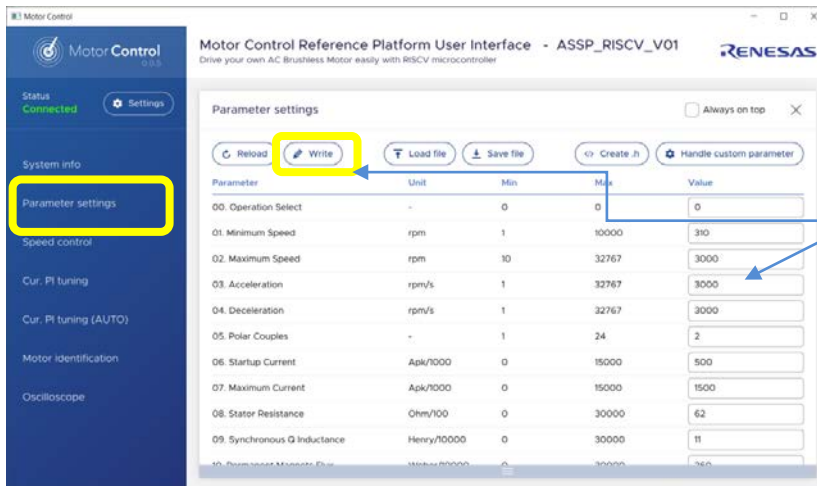 Motor Control
Motor Control
0.0.5
Motor Control Reference Platform User Interface - ASSP_RISCV_V01
Drive your own AC Brushless Motor easily with RISCV microcontroller
RENESAS
Status
Connected
Settings
System info
Parameter settings
Speed control
Cur. PI tuning
Cur. PI tuning (AUTO)
Motor identification
Oscilloscope
Parameter settings
Always on top
Reload
Write
Load file
Save file
Create .h
Handle custom parameter
Parameter Unit Min Max Value
00. Operation Select - 0 0 0
01. Minimum Speed rpm 1 10000 310
02. Maximum Speed rpm 10 32767 3000
03. Acceleration rpm/s 1 32767 3000
04. Deceleration rpm/s 1 32767 3000
05. Polar Couples - 1 24 2
06. Startup Current Apk/1000 0 15000 500
07. Maximum Current Apk/1000 0 15000 1500
08. Stator Resistance Ohm/100 0 30000 62
09. Synchronous Q Inductance Henry/10000 0 30000 11